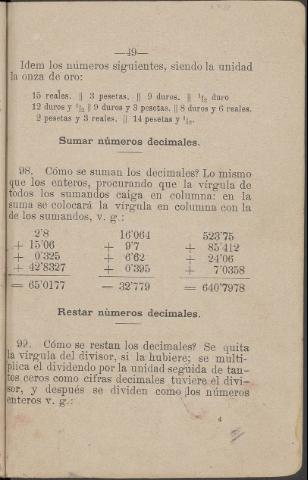 —49—
Idem los números siguientes, siendo la unidad
la onza de oro:
15 reales. || 3 pesetas. || 9 duros. || ½ duro
12 duros y ½ || 9 duros y 3 pesetas. || 8 duros y 6 reales.
2 pesetas y 3 reales. || 14 pesetas y ½.
Sumar números decimales.
98. Cómo se suman los decimales? Lo mismo
que los enteros, procurando que la vírgula de
todos los sumandos caiga en columna: en la
suma se colocará la vírgula en columna con la
de los sumandos, v. g.:
2'8 16'064 523'75
+ 15'06 + 9'7 + 85'412
+ 0'325 + 6'62 + 24'06
+ 42'8327 + 0'395 + 7'0358
= 65'0177 — 32'779 = 640'7978
Restar números decimales.
99. Cómo se restan los decimales? Se quita
la vírgula del divisor, si la hubiere; se multi-
plica el dividendo por la unidad seguida de tan-
tos ceros como cifras decimales tuviere el divi-
sor, y después se dividen como los números
enteros v. g.:
4